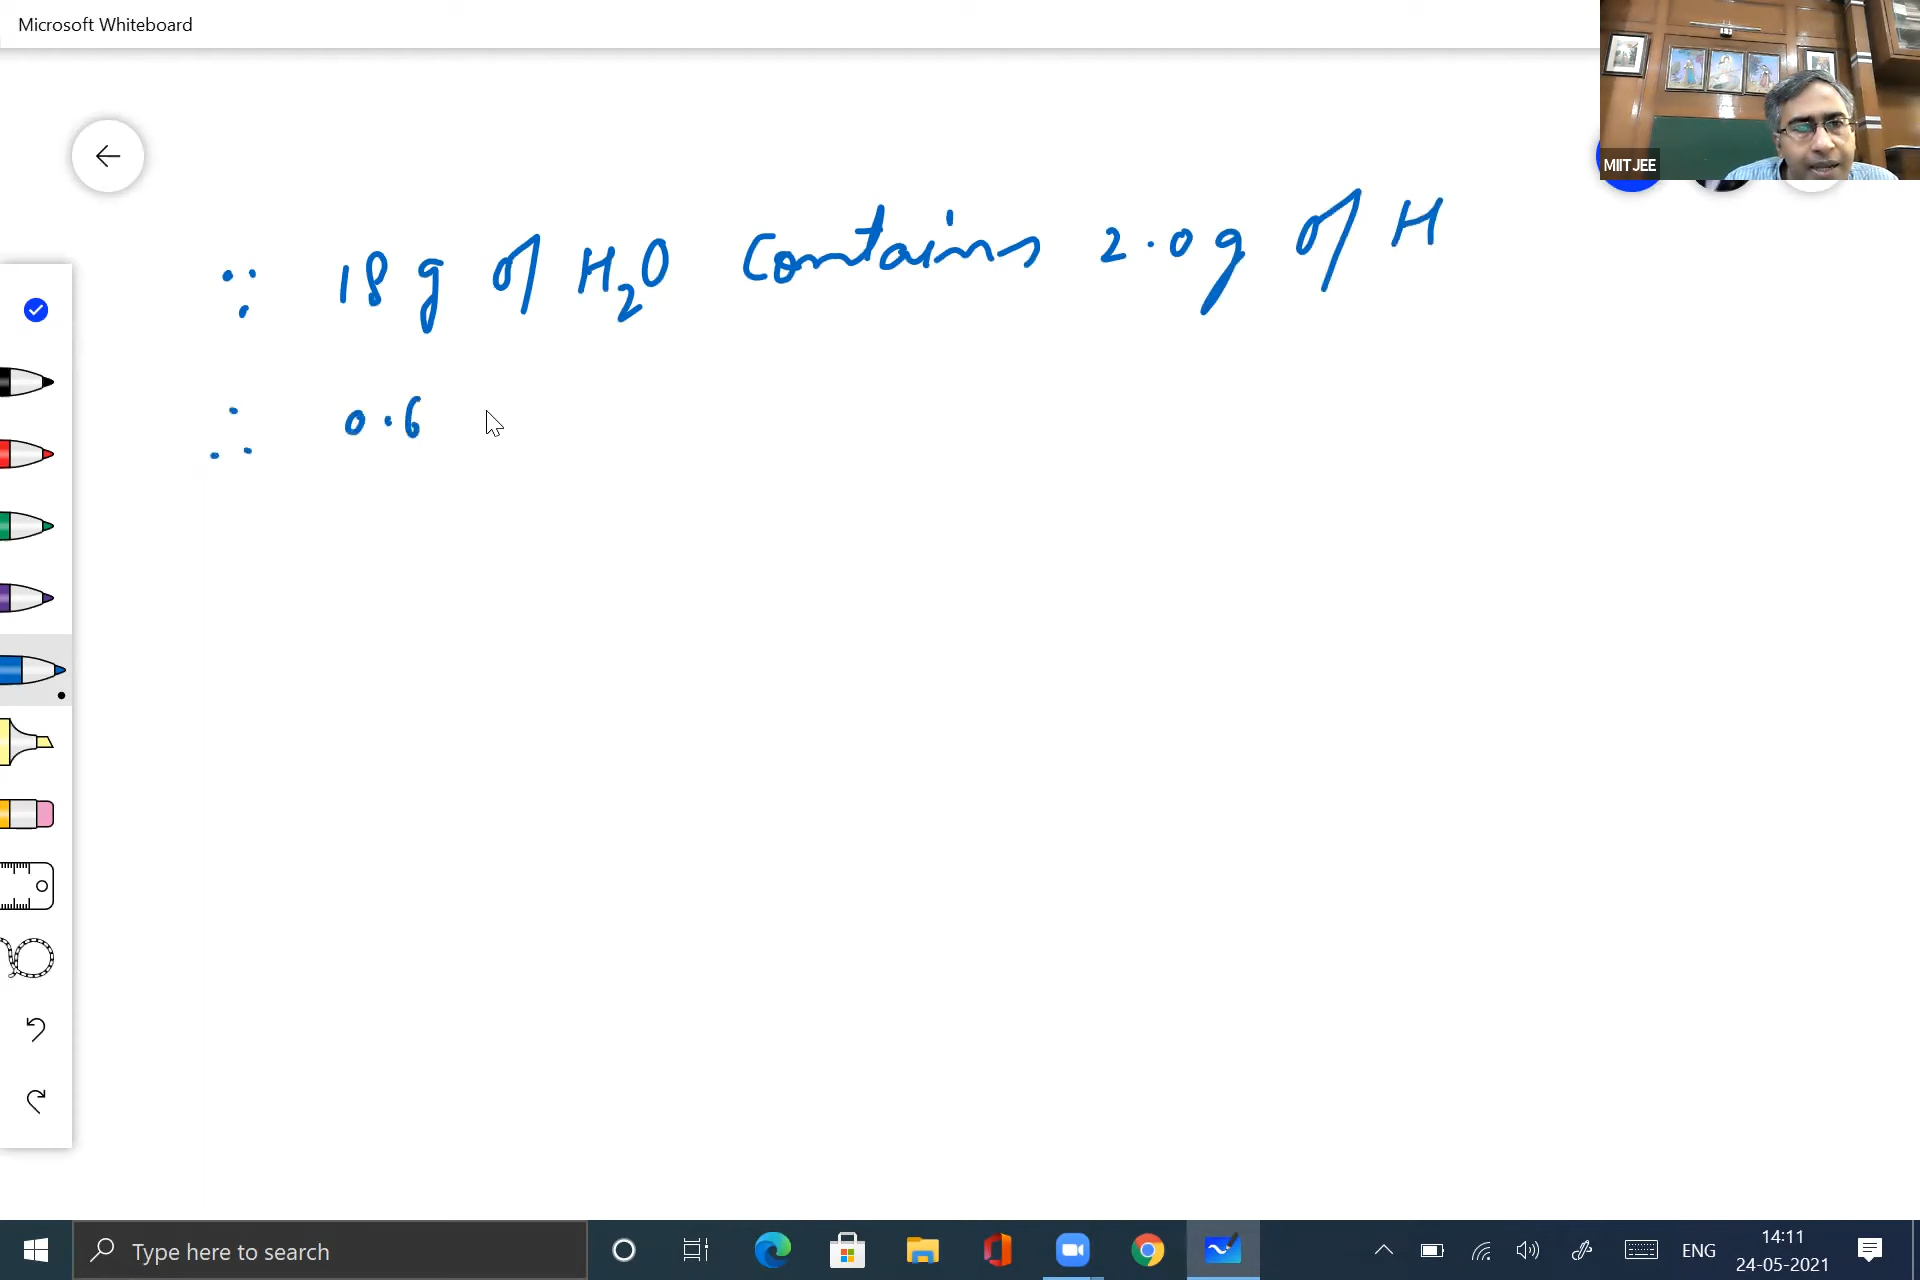 Microsoft Whiteboard
MIIT JEE
∵ 18 g of H₂O contains 2.0g of H
∴ 0.6
Type here to search
ENG
14:11
24-05-2021